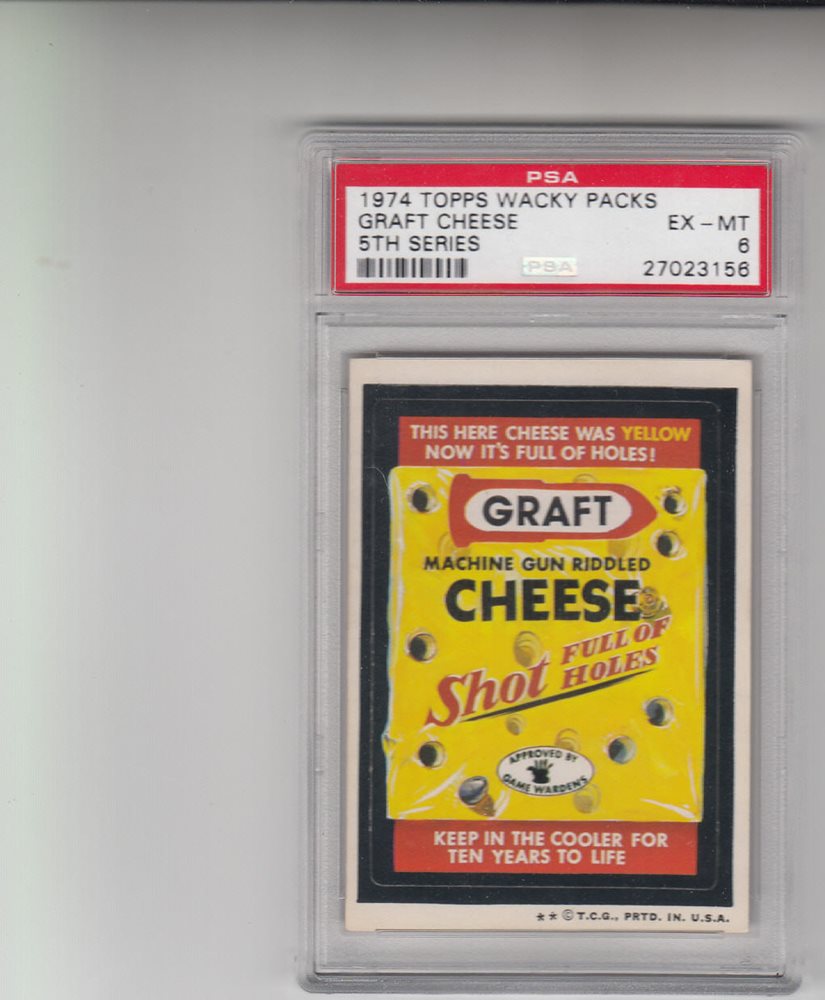 PSA
1974 TOPPS WACKY PACKS
GRAFT CHEESE EX - MT
5TH SERIES 6
PSA 27023156
THIS HERE CHEESE WAS YELLOW
NOW IT'S FULL OF HOLES!
GRAFT
MACHINE GUN RIDDLED
CHEESE
Shot FULL OF
HOLES
APPROVED BY
GAME WARDENS
KEEP IN THE COOLER FOR
TEN YEARS TO LIFE
** © T.C.G., PRTD. IN. U.S.A.